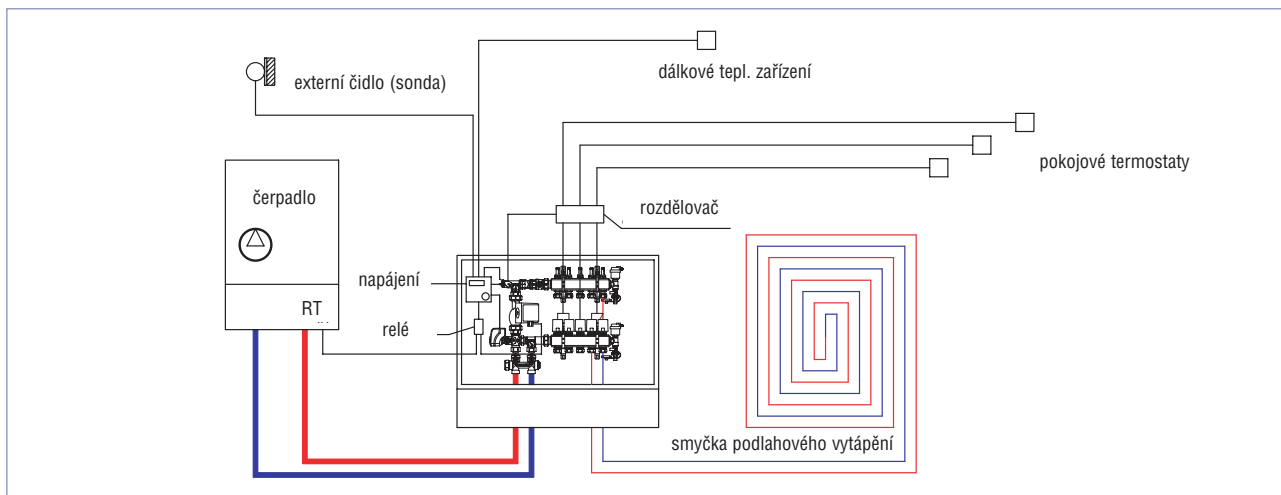 dálkové tepl. zařízení
externí čidlo (sonda)
pokojové termostaty
čerpadlo
rozdělovač
napájení
RT
relé
smyčka podlahového vytápění